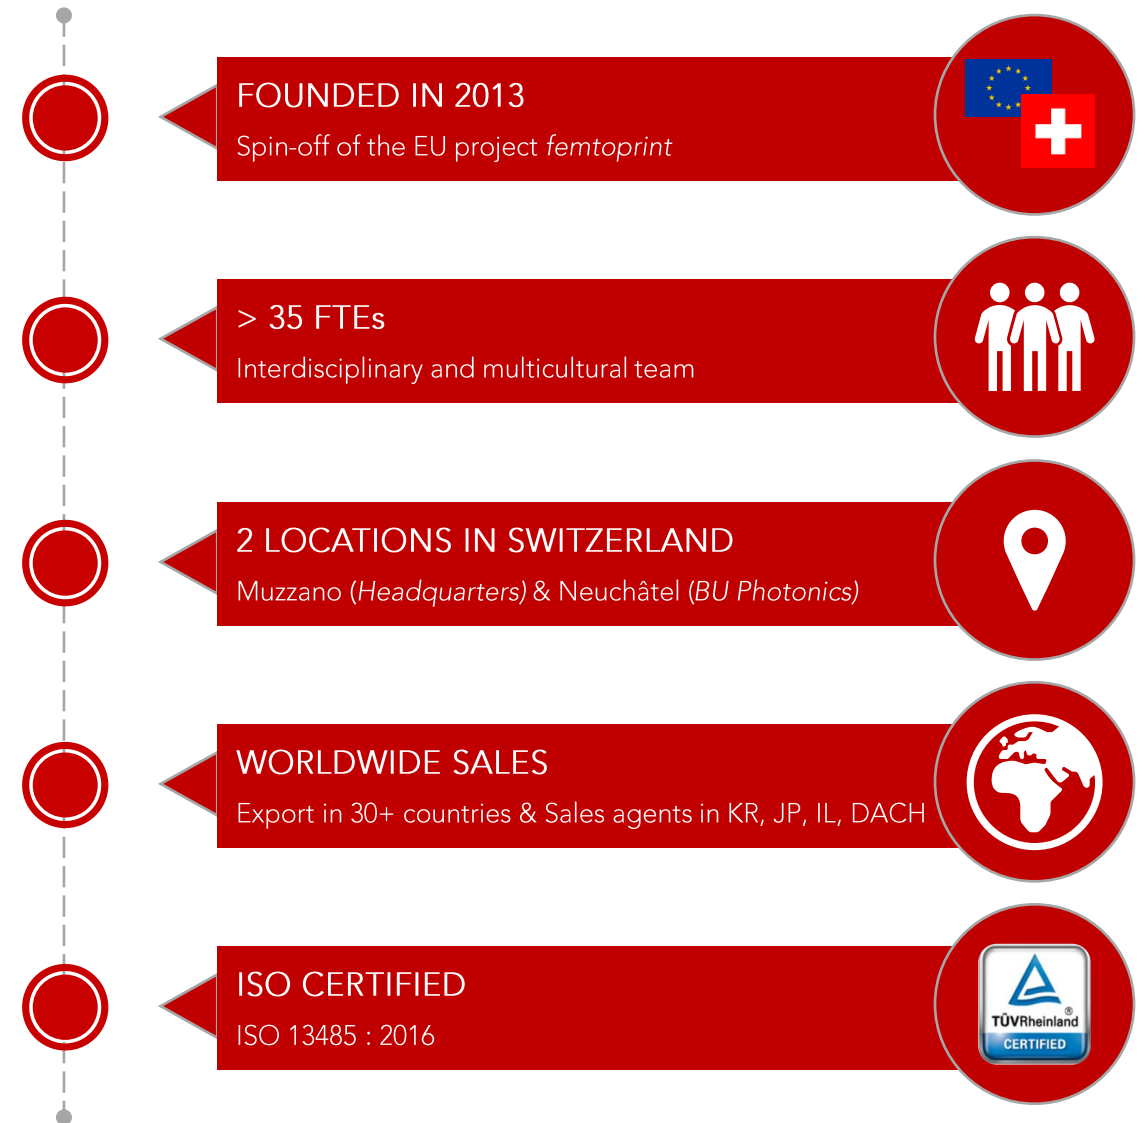 FOUNDED IN 2013
Spin-off of the EU project femtoprint
> 35 FTEs
Interdisciplinary and multicultural team
2 LOCATIONS IN SWITZERLAND
Muzzano (Headquarters) & Neuchâtel (BU Photonics)
WORLDWIDE SALES
Export in 30+ countries & Sales agents in KR, JP, IL, DACH
ISO CERTIFIED
ISO 13485 : 2016
TÜVRheinland®
CERTIFIED